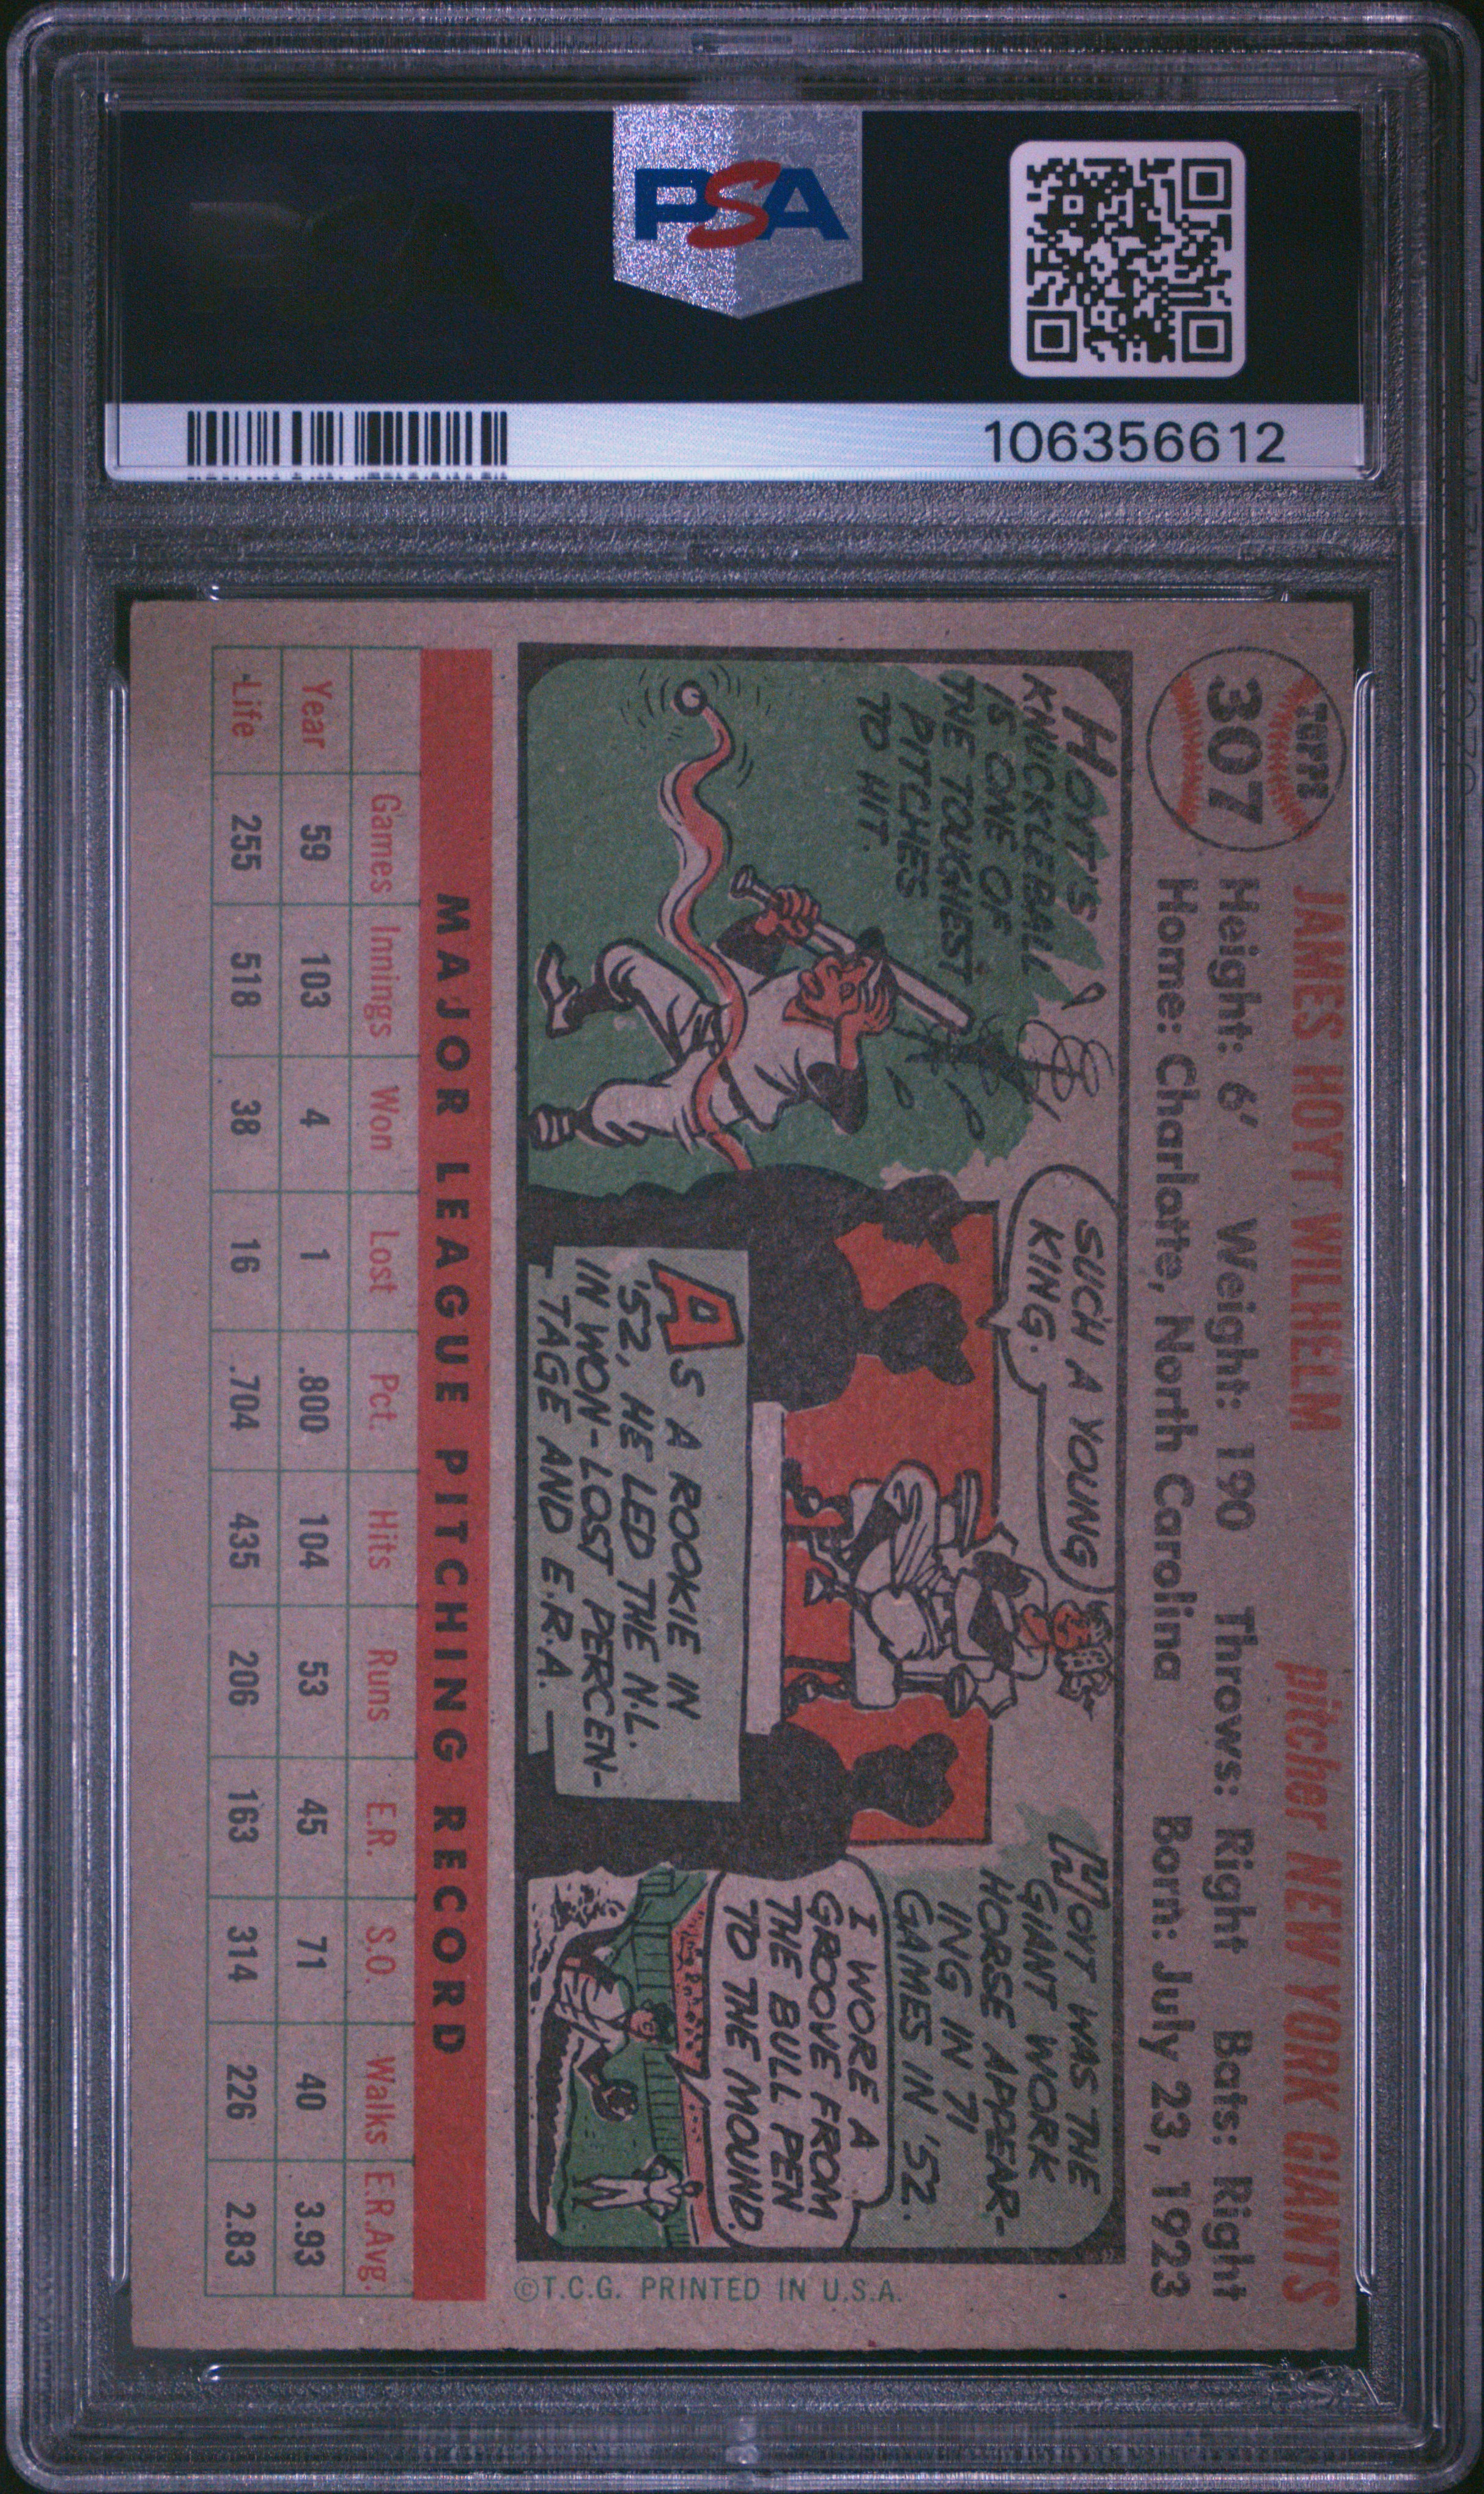 PSA
106356612
TOPPS
307
JAMES HOYT WILHELM
pitcher NEW YORK GIANTS
Height: 6' Weight: 190 Throws: Right Bats: Right
Home: Charlotte, North Carolina Born: July 23, 1923
HOYT'S
KNUCKLEBALL
IS ONE OF
THE TOUGHEST
PITCHES
TO HIT.
SUCH A YOUNG
KING.
AS A ROOKIE IN
'52, HE LED THE N.L.
IN WON-LOST PERCEN-
TAGE AND E.R.A.
HOYT WAS THE
GIANT WORK
HORSE APPEAR-
ING IN 71
GAMES IN '52.
I WORE A
GROOVE FROM
THE BULL PEN
TO THE MOUND.
©T.C.G. PRINTED IN U.S.A.
MAJOR LEAGUE PITCHING RECORD
Games Innings Won Lost Pct. Hits Runs E.R. S.O. Walks E.R.Avg.
Year 59 103 4 1 .800 104 53 45 71 40 3.93
Life 255 518 38 16 .704 435 206 163 314 226 2.83